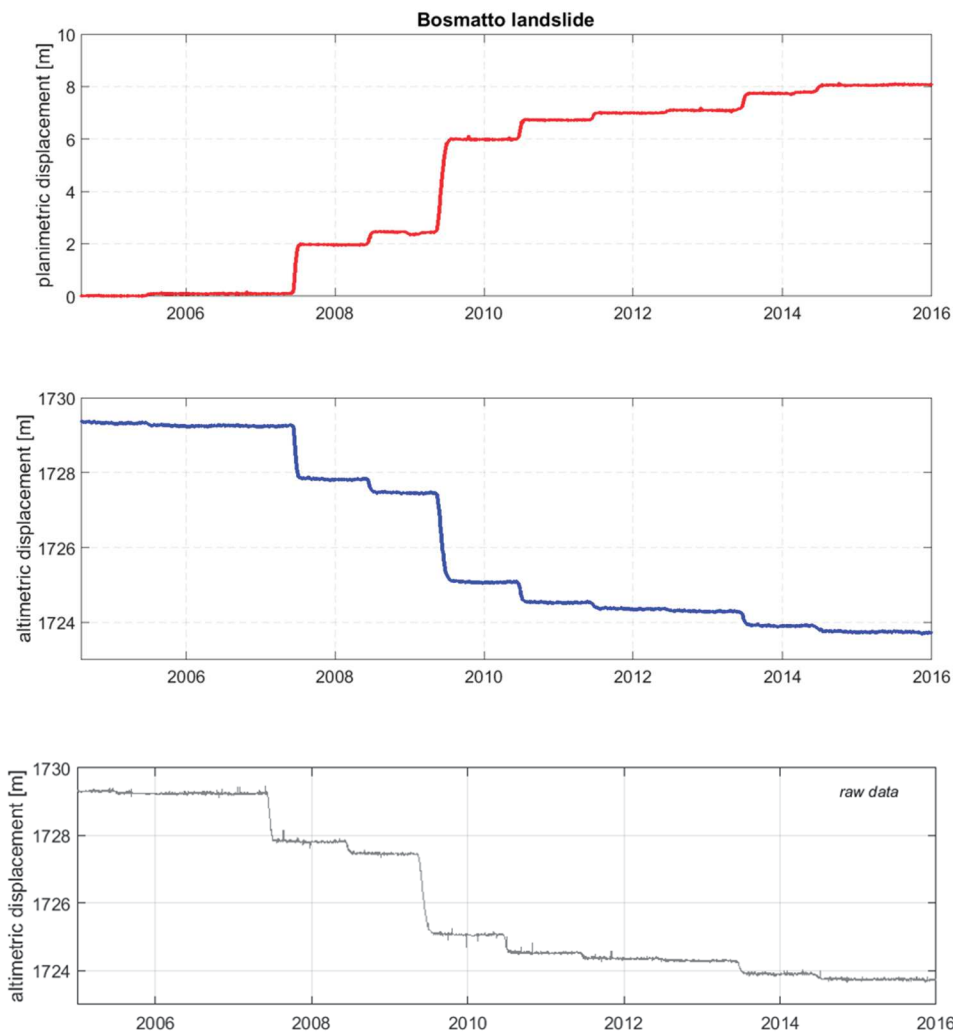 Bosmatto landslide
planimetric displacement [m]
10
8
6
4
2
0
2006 2008 2010 2012 2014 2016
altimetric displacement [m]
1730
1728
1726
1724
2006 2008 2010 2012 2014 2016
altimetric displacement [m]
1730
1728
1726
1724
raw data
2006 2008 2010 2012 2014 2016